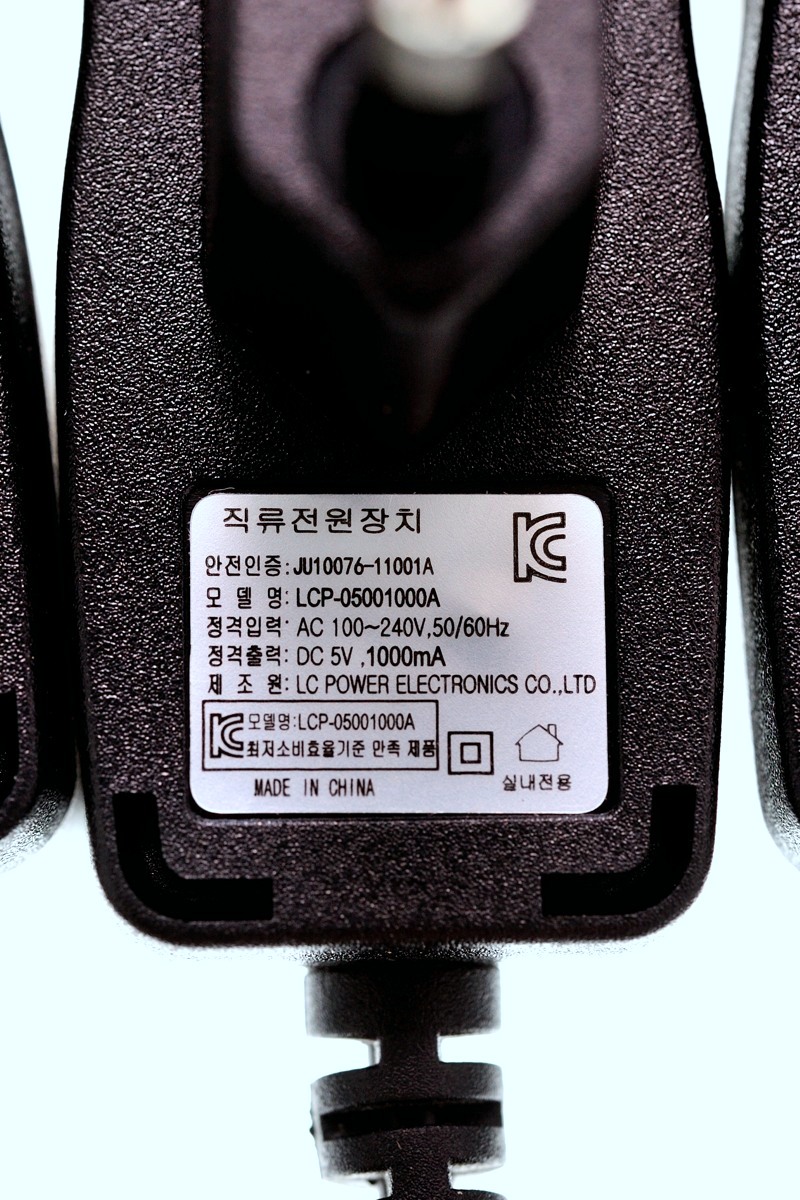 직류전원장치
KC
안전인증:JU10076-11001A
모 델 명: LCP-05001000A
정격입력: AC 100~240V,50/60Hz
정격출력: DC 5V ,1000mA
제 조 원: LC POWER ELECTRONICS CO.,LTD
KC 모델명:LCP-05001000A
최저소비효율기준 만족 제품
실내전용
MADE IN CHINA